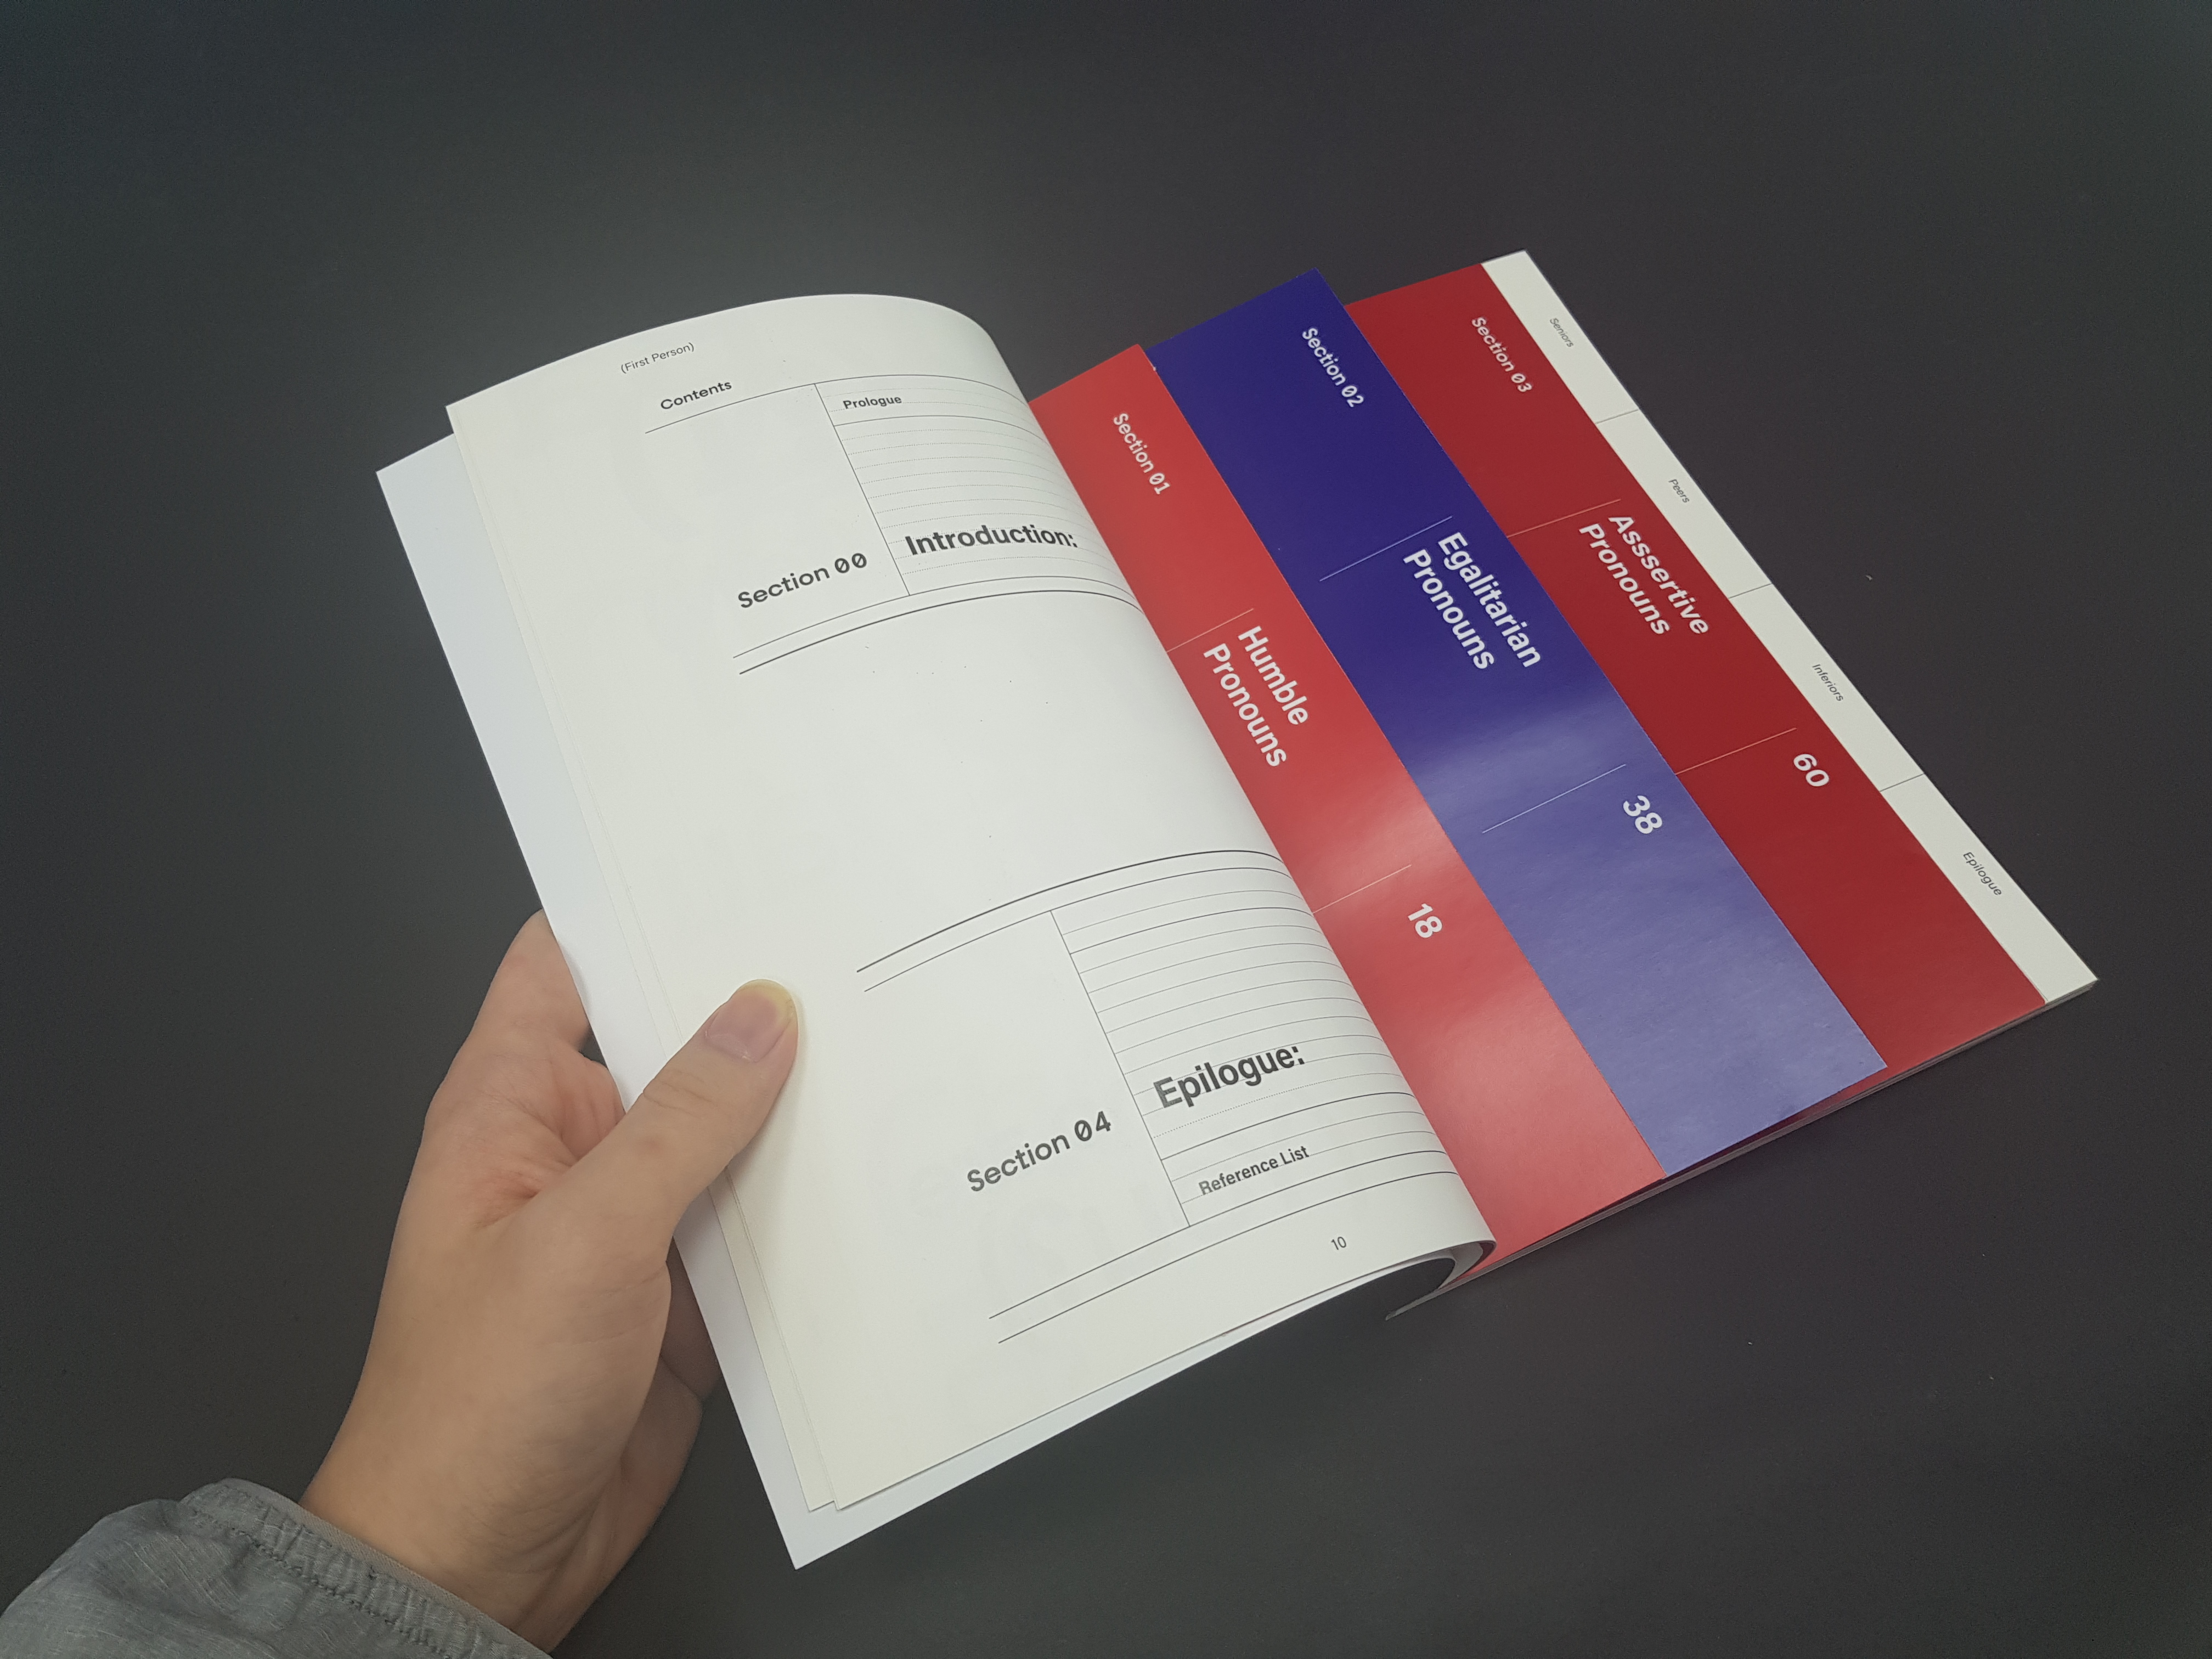 (First Person)
Contents
Prologue
Section 00
Introduction:
Section 04
Epilogue:
Reference List
10
Section 01
Humble
Pronouns
18
Section 02
Egalitarian
Pronouns
38
Section 03
Asssertive
Pronouns
60
Seniors
Peers
Inferiors
Epilogue